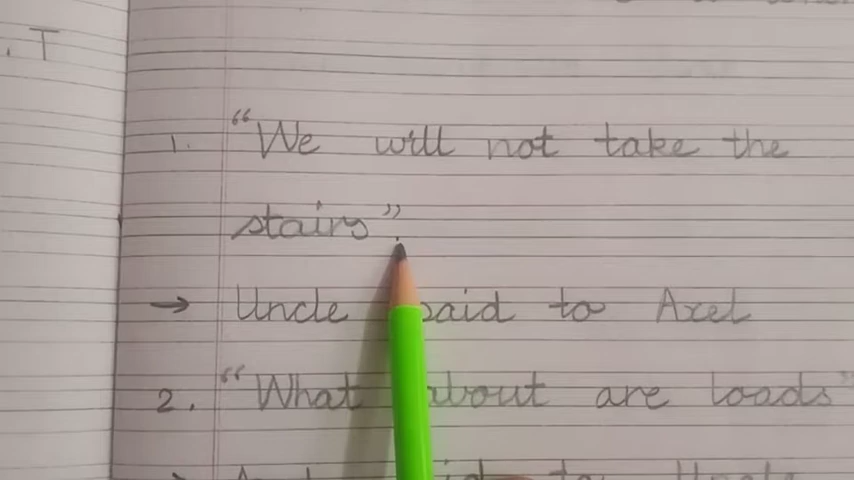 . T
1. "We will not take the
stairs".
→ Uncle said to Axel
2. "What about are loads"